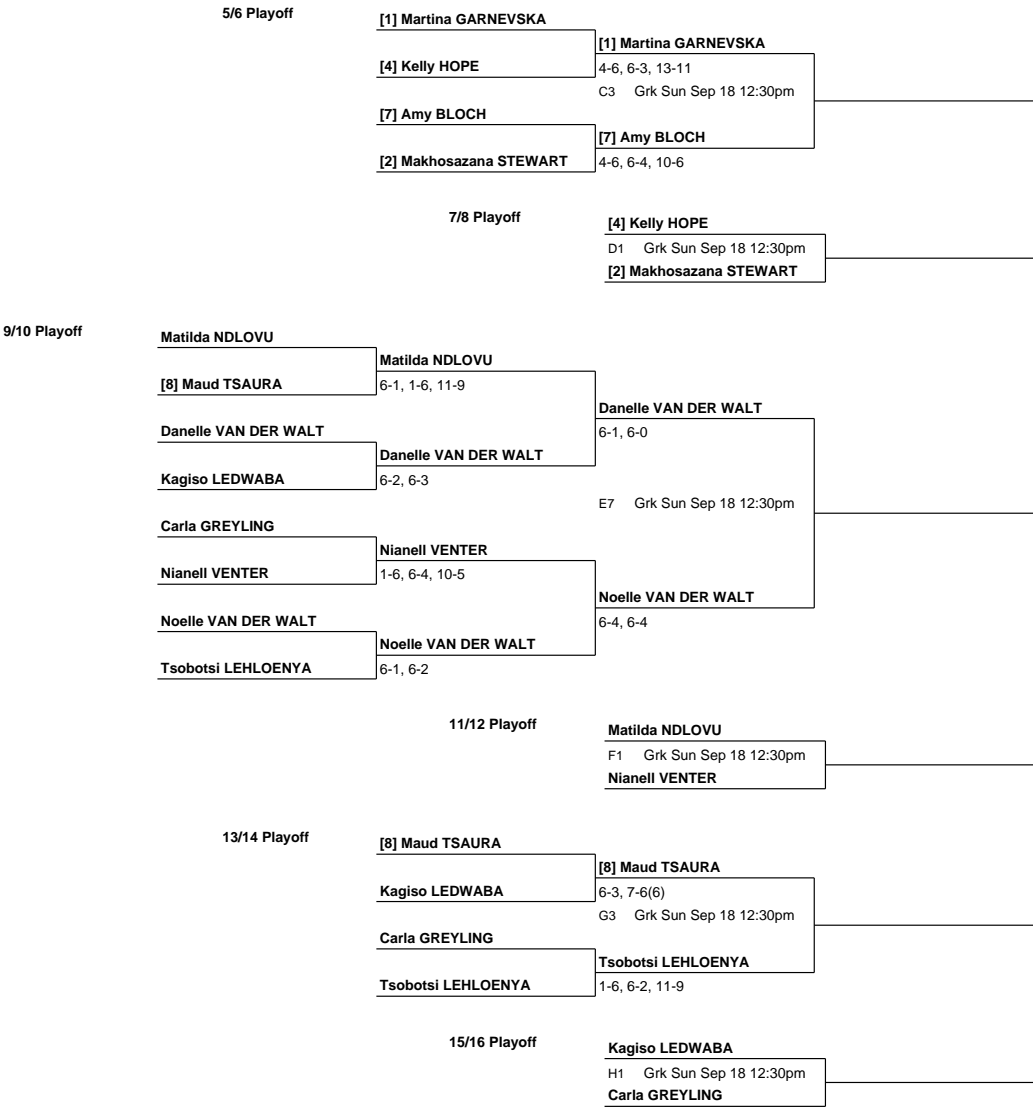 5/6 Playoff
[1] Martina GARNEVSKA
[1] Martina GARNEVSKA
[4] Kelly HOPE
4-6, 6-3, 13-11
C3 Grk Sun Sep 18 12:30pm
[7] Amy BLOCH
[7] Amy BLOCH
[2] Makhosazana STEWART
4-6, 6-4, 10-6
7/8 Playoff
[4] Kelly HOPE
D1 Grk Sun Sep 18 12:30pm
[2] Makhosazana STEWART
9/10 Playoff
Matilda NDLOVU
Matilda NDLOVU
[8] Maud TSAURA
6-1, 1-6, 11-9
Danelle VAN DER WALT
Danelle VAN DER WALT
6-1, 6-0
Danelle VAN DER WALT
Kagiso LEDWABA
6-2, 6-3
E7 Grk Sun Sep 18 12:30pm
Carla GREYLING
Nianell VENTER
Nianell VENTER
1-6, 6-4, 10-5
Noelle VAN DER WALT
Noelle VAN DER WALT
6-4, 6-4
Noelle VAN DER WALT
Tsobotsi LEHLOENYA
6-1, 6-2
11/12 Playoff
Matilda NDLOVU
F1 Grk Sun Sep 18 12:30pm
Nianell VENTER
13/14 Playoff
[8] Maud TSAURA
[8] Maud TSAURA
Kagiso LEDWABA
6-3, 7-6(6)
G3 Grk Sun Sep 18 12:30pm
Carla GREYLING
Tsobotsi LEHLOENYA
Tsobotsi LEHLOENYA
1-6, 6-2, 11-9
15/16 Playoff
Kagiso LEDWABA
H1 Grk Sun Sep 18 12:30pm
Carla GREYLING